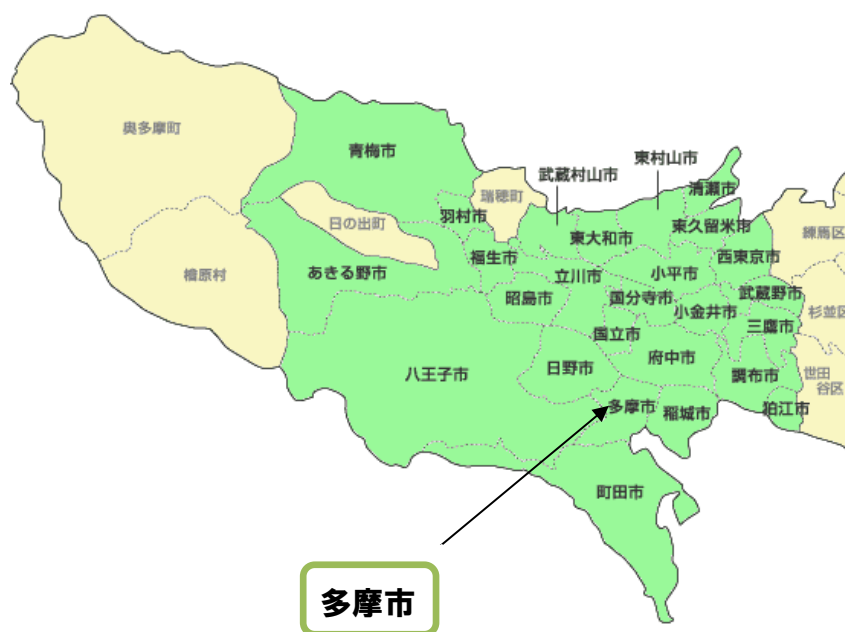 奥多摩町
青梅市
武蔵村山市
東村山市
清瀬市
瑞穂町
羽村市
日の出町
東大和市
東久留米市
練馬区
福生市
西東京市
檜原村
あきる野市
立川市
小平市
昭島市
国分寺市
武蔵野市
小金井市
杉並区
三鷹市
国立市
八王子市
日野市
府中市
調布市
世田
谷区
多摩市
稲城市
狛江市
町田市
多摩市